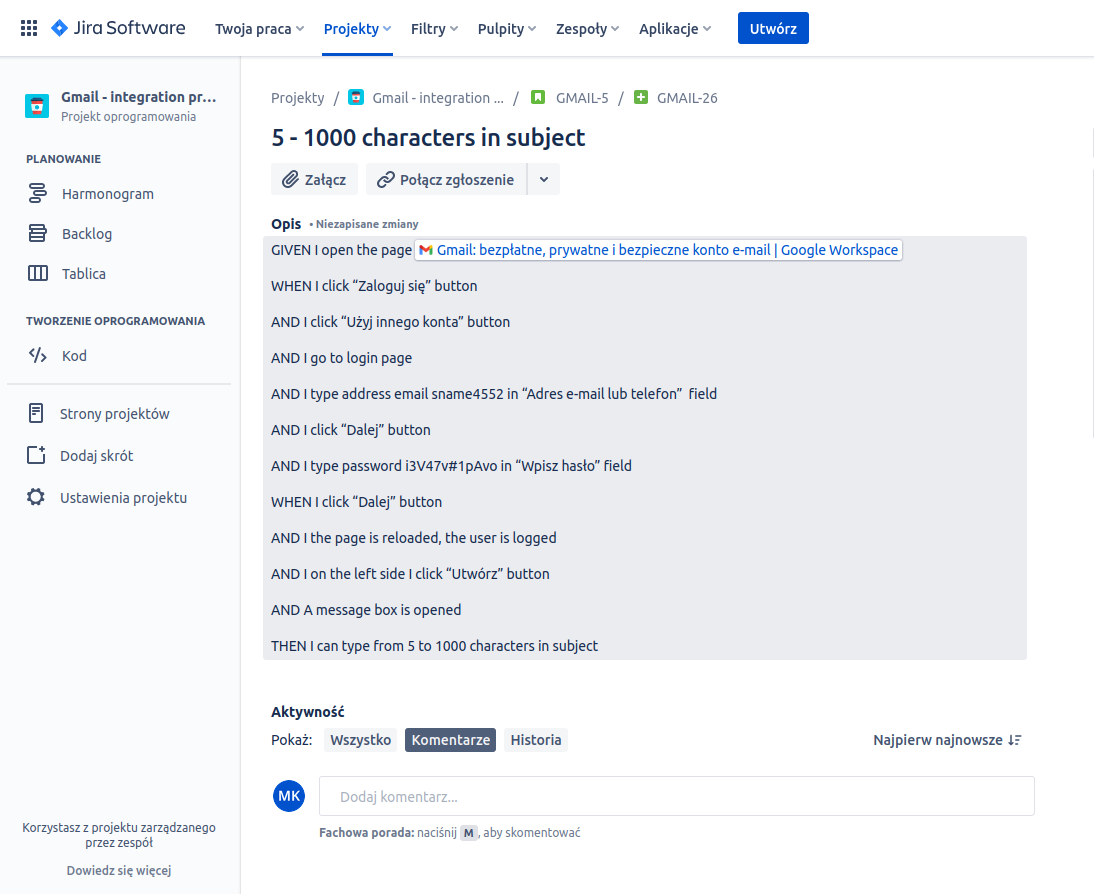 Jira Software Twoja praca Projekty Filtry Pulpity Zespoły Aplikacje Utwórz
Gmail - integration pr...
Projekt oprogramowania
PLANOWANIE
Harmonogram
Backlog
Tablica
TWORZENIE OPROGRAMOWANIA
Kod
Strony projektów
Dodaj skrót
Ustawienia projektu
Korzystasz z projektu zarządzanego
przez zespół
Dowiedz się więcej
Projekty / Gmail - integration ... / GMAIL-5 / GMAIL-26
5 - 1000 characters in subject
Załącz Połącz zgłoszenie
Opis • Niezapisane zmiany
GIVEN I open the page Gmail: bezpłatne, prywatne i bezpieczne konto e-mail | Google Workspace
WHEN I click “Zaloguj się” button
AND I click “Użyj innego konta” button
AND I go to login page
AND I type address email sname4552 in “Adres e-mail lub telefon” field
AND I click “Dalej” button
AND I type password i3V47v#1pAvo in “Wpisz hasło” field
WHEN I click “Dalej” button
AND I the page is reloaded, the user is logged
AND I on the left side I click “Utwórz” button
AND A message box is opened
THEN I can type from 5 to 1000 characters in subject
Aktywność
Pokaż: Wszystko Komentarze Historia Najpierw najnowsze
MK Dodaj komentarz...
Fachowa porada: naciśnij M, aby skomentować